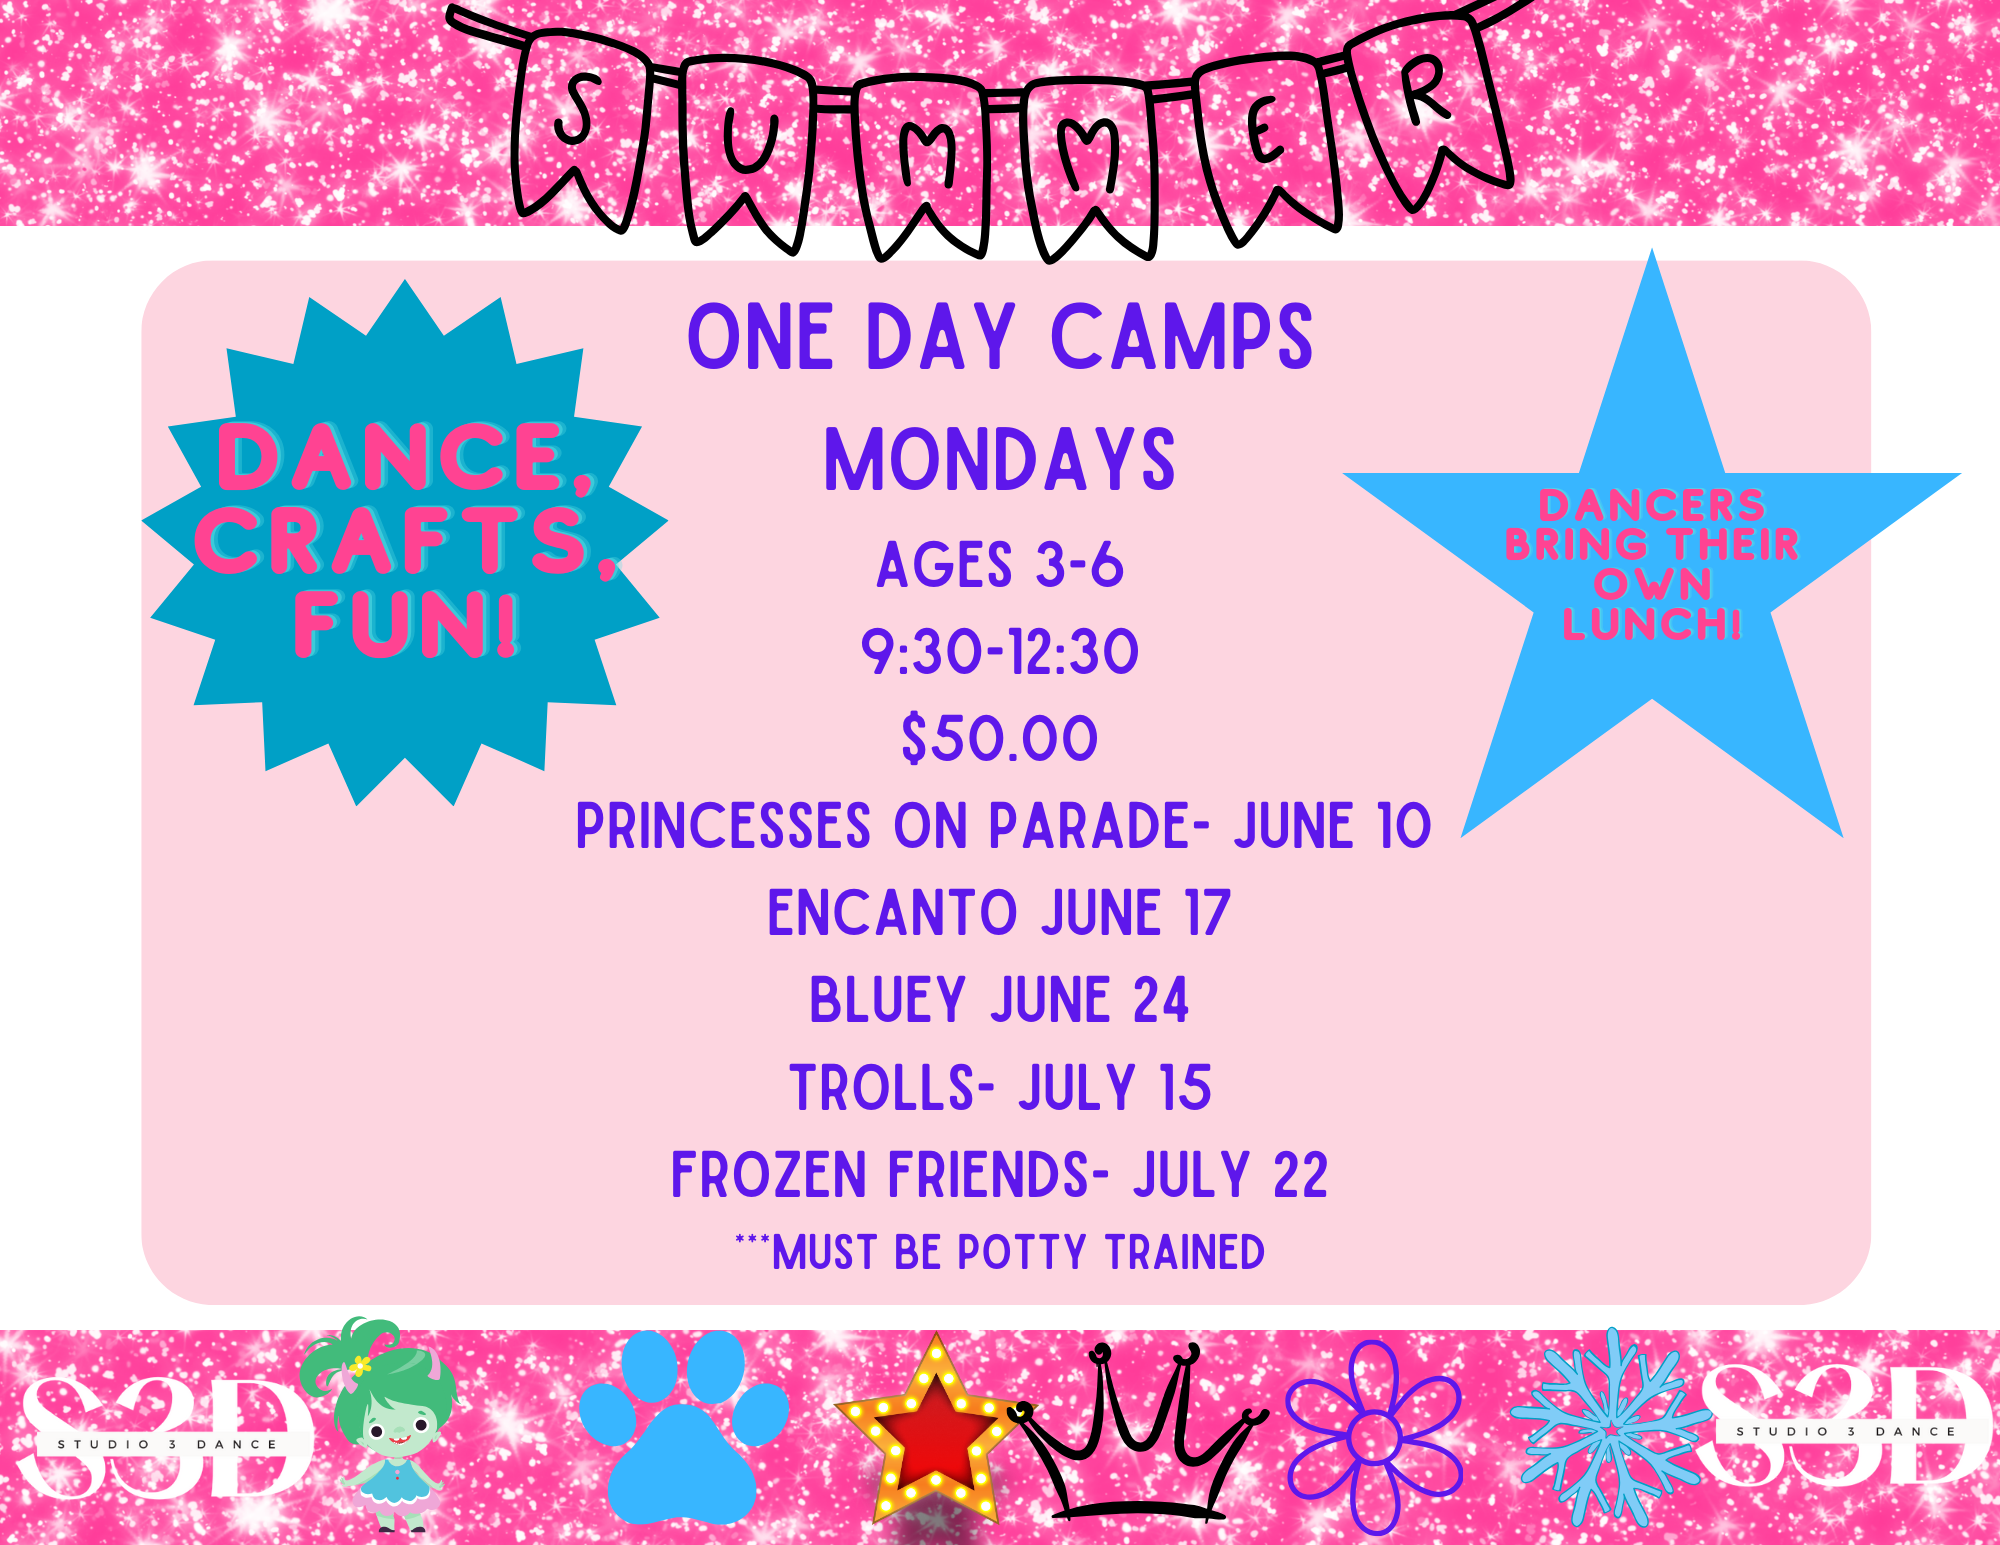 SUMMER
ONE DAY CAMPS
MONDAYS
AGES 3-6
9:30-12:30
$50.00
PRINCESSES ON PARADE- JUNE 10
ENCANTO JUNE 17
BLUEY JUNE 24
TROLLS- JULY 15
FROZEN FRIENDS- JULY 22
***MUST BE POTTY TRAINED
DANCE,
CRAFTS,
FUN!
DANCERS
BRING THEIR
OWN
LUNCH!
S3D
STUDIO 3 DANCE
S3D
STUDIO 3 DANCE